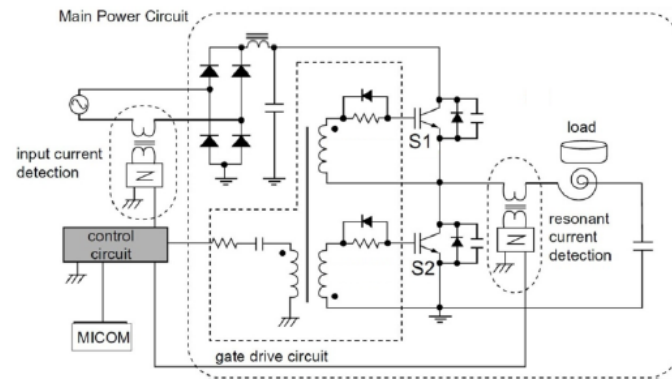 Main Power Circuit
input current
detection
S1
load
resonant
current
detection
control
circuit
S2
MICOM
gate drive circuit